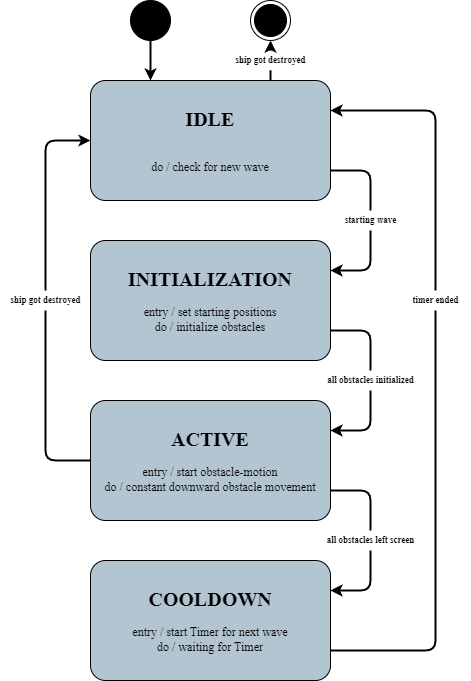 ship got destroyed
IDLE
do / check for new wave
starting wave
INITIALIZATION
entry / set starting positions
do / initialize obstacles
ship got destroyed
timer ended
all obstacles initialized
ACTIVE
entry / start obstacle-motion
do / constant downward obstacle movement
all obstacles left screen
COOLDOWN
entry / start Timer for next wave
do / waiting for Timer